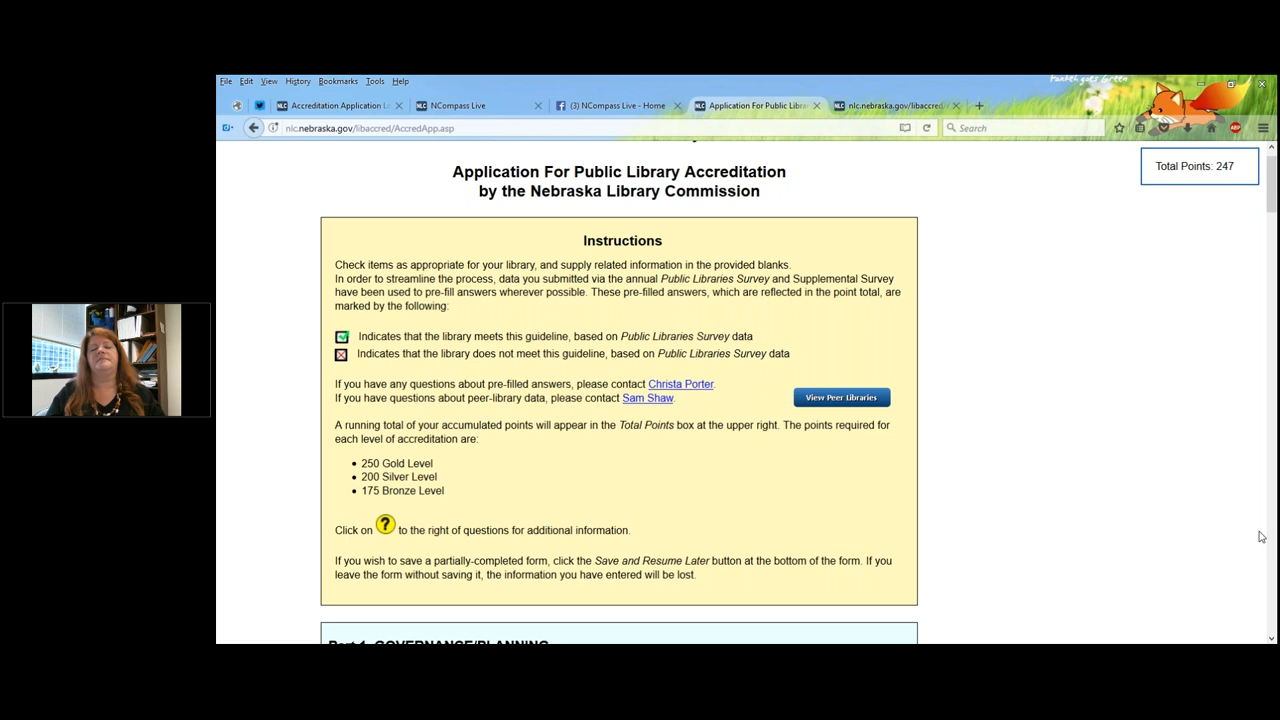 File Edit View History Bookmarks Tools Help
NLC Accreditation Application L
NLC NCompass Live
(3) NCompass Live - Home
NLC Application For Public Librar
NLC nlc.nebraska.gov/libaccred/
nlc.nebraska.gov/libaccred/AccredApp.asp
Search
ABP
Total Points: 247
Application For Public Library Accreditation
by the Nebraska Library Commission
Instructions
Check items as appropriate for your library, and supply related information in the provided blanks.
In order to streamline the process, data you submitted via the annual Public Libraries Survey and Supplemental Survey
have been used to pre-fill answers wherever possible. These pre-filled answers, which are reflected in the point total, are
marked by the following:
Indicates that the library meets this guideline, based on Public Libraries Survey data
Indicates that the library does not meet this guideline, based on Public Libraries Survey data
If you have any questions about pre-filled answers, please contact Christa Porter.
If you have questions about peer-library data, please contact Sam Shaw.
View Peer Libraries
A running total of your accumulated points will appear in the Total Points box at the upper right. The points required for
each level of accreditation are:
• 250 Gold Level
• 200 Silver Level
• 175 Bronze Level
Click on ? to the right of questions for additional information.
If you wish to save a partially-completed form, click the Save and Resume Later button at the bottom of the form. If you
leave the form without saving it, the information you have entered will be lost.
Part 1. GOVERNANCE/PLANNING